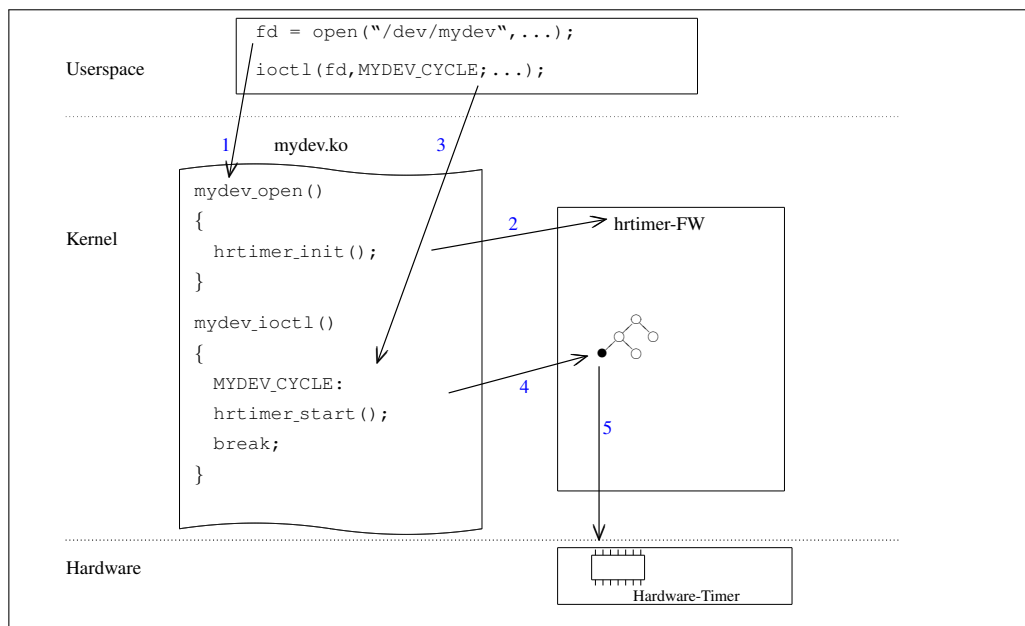 fd = open("/dev/mydev",...);
Userspace
ioctl(fd,MYDEV_CYCLE;...);
1
mydev.ko
3
mydev_open()
{
Kernel
2
hrtimer-FW
hrtimer_init();
}
mydev_ioctl()
{
MYDEV_CYCLE:
4
hrtimer_start();
5
break;
}
Hardware
Hardware-Timer